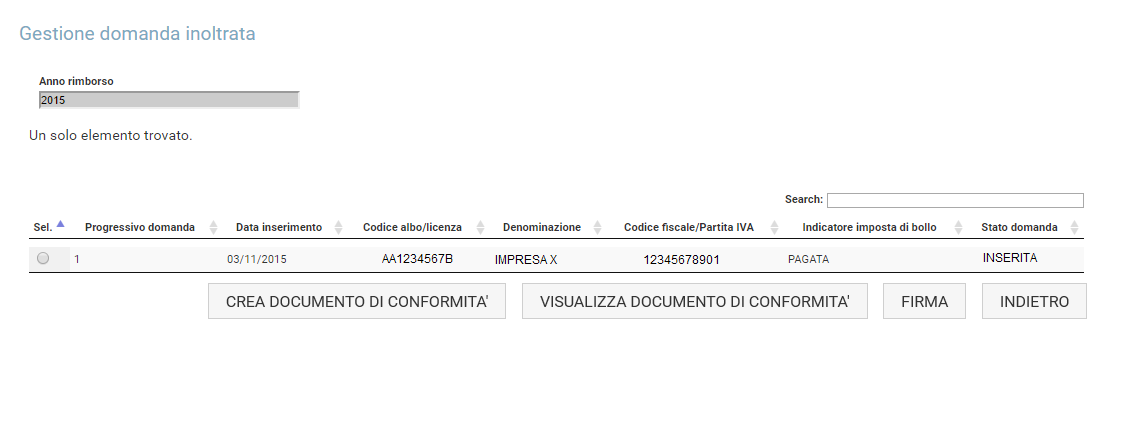 Gestione domanda inoltrata
Anno rimborso
2015
Un solo elemento trovato.
Search:
Sel. Progressivo domanda Data inserimento Codice albo/licenza Denominazione Codice fiscale/Partita IVA Indicatore imposta di bollo Stato domanda
1 03/11/2015 AA1234567B IMPRESA X 12345678901 PAGATA INSERITA
CREA DOCUMENTO DI CONFORMITA' VISUALIZZA DOCUMENTO DI CONFORMITA' FIRMA INDIETRO